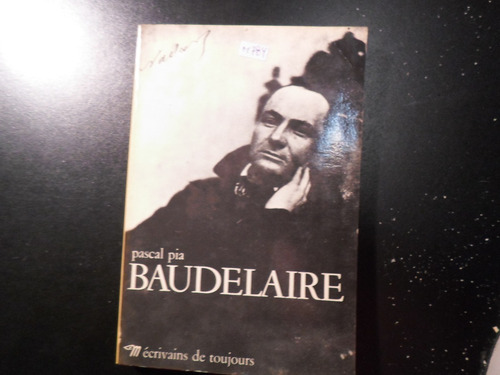 pascal pia
BAUDELAIRE
écrivains de toujours